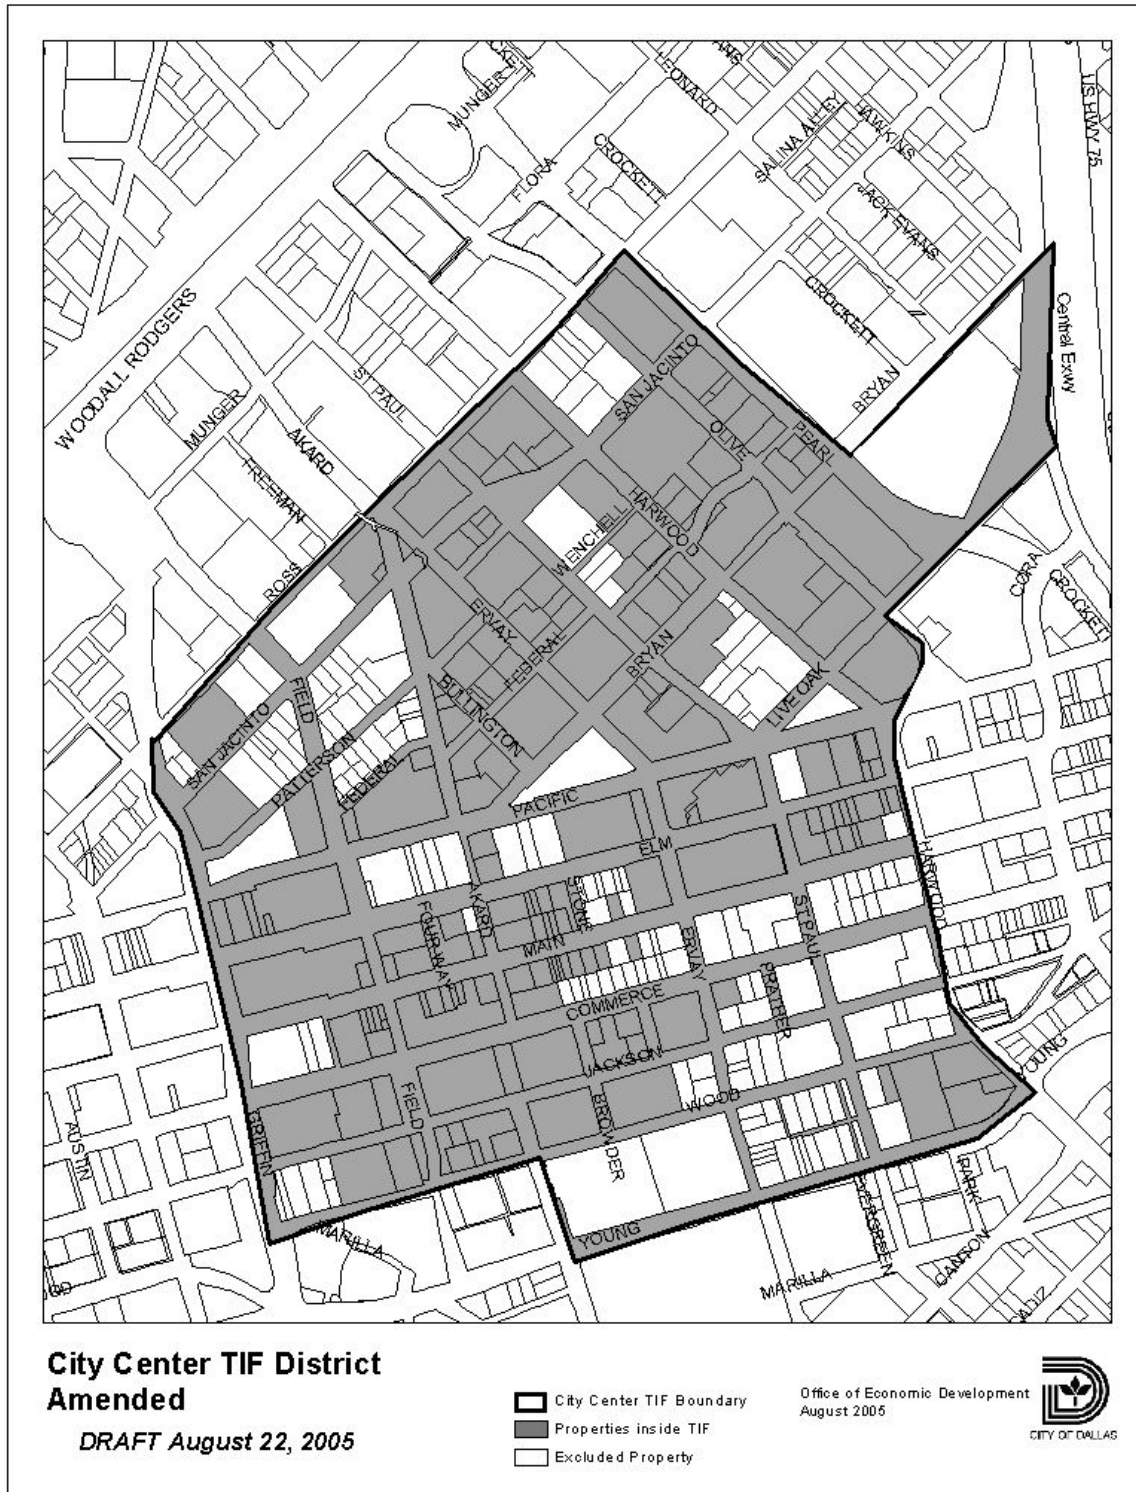 CKETT
MUNGER
LEONARD
SALINA ALLEY
HAWKINS
US HWY 75
CROCKETT
FLORA
JACK EVANS
CROCKETT
Central Exwy
WOODALL RODGERS
ST PAUL
SAN JACINTO
BRYAN
MUNGER
AKARD
OLIVE
PEARL
FREEMAN
HARWOOD
WENCHELL
ROSS
CORA
CROCKETT
ERVAY
FEDERAL
BRYAN
FIELD
BULLINGTON
LIVE OAK
SAN JACINTO
PATTERSON
FEDERAL
PACIFIC
ELM
HARWOOD
AKARD
STONE
FOUR WAY
MAIN
ERVAY
ST PAUL
PRATHER
COMMERCE
JACKSON
YOUNG
FIELD
WOOD
BROWDER
GRIFFIN
AUSTIN
PARK
EVERGREEN
MARILLA
YOUNG
CANTON
MARILLA
CADIZ
City Center TIF District
Amended
DRAFT August 22, 2005
City Center TIF Boundary
Properties inside TIF
Excluded Property
Office of Economic Development
August 2005
CITY OF DALLAS